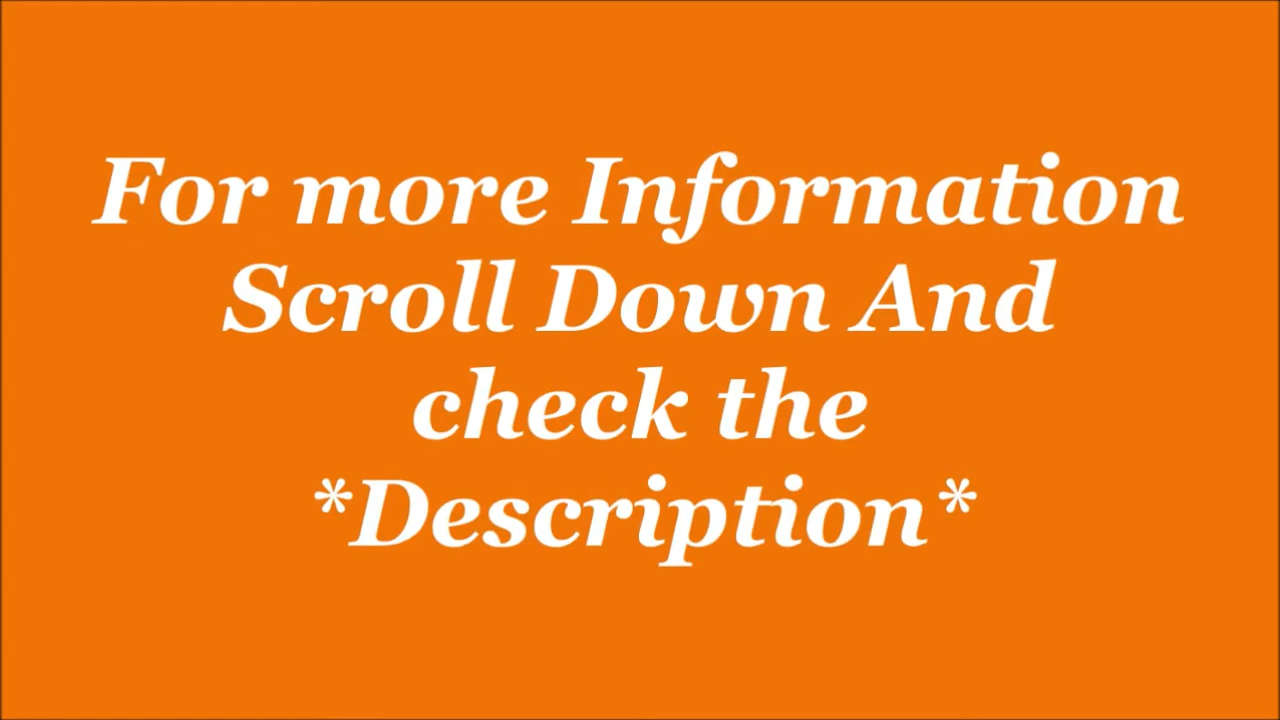 For more Information
Scroll Down And
check the
*Description*